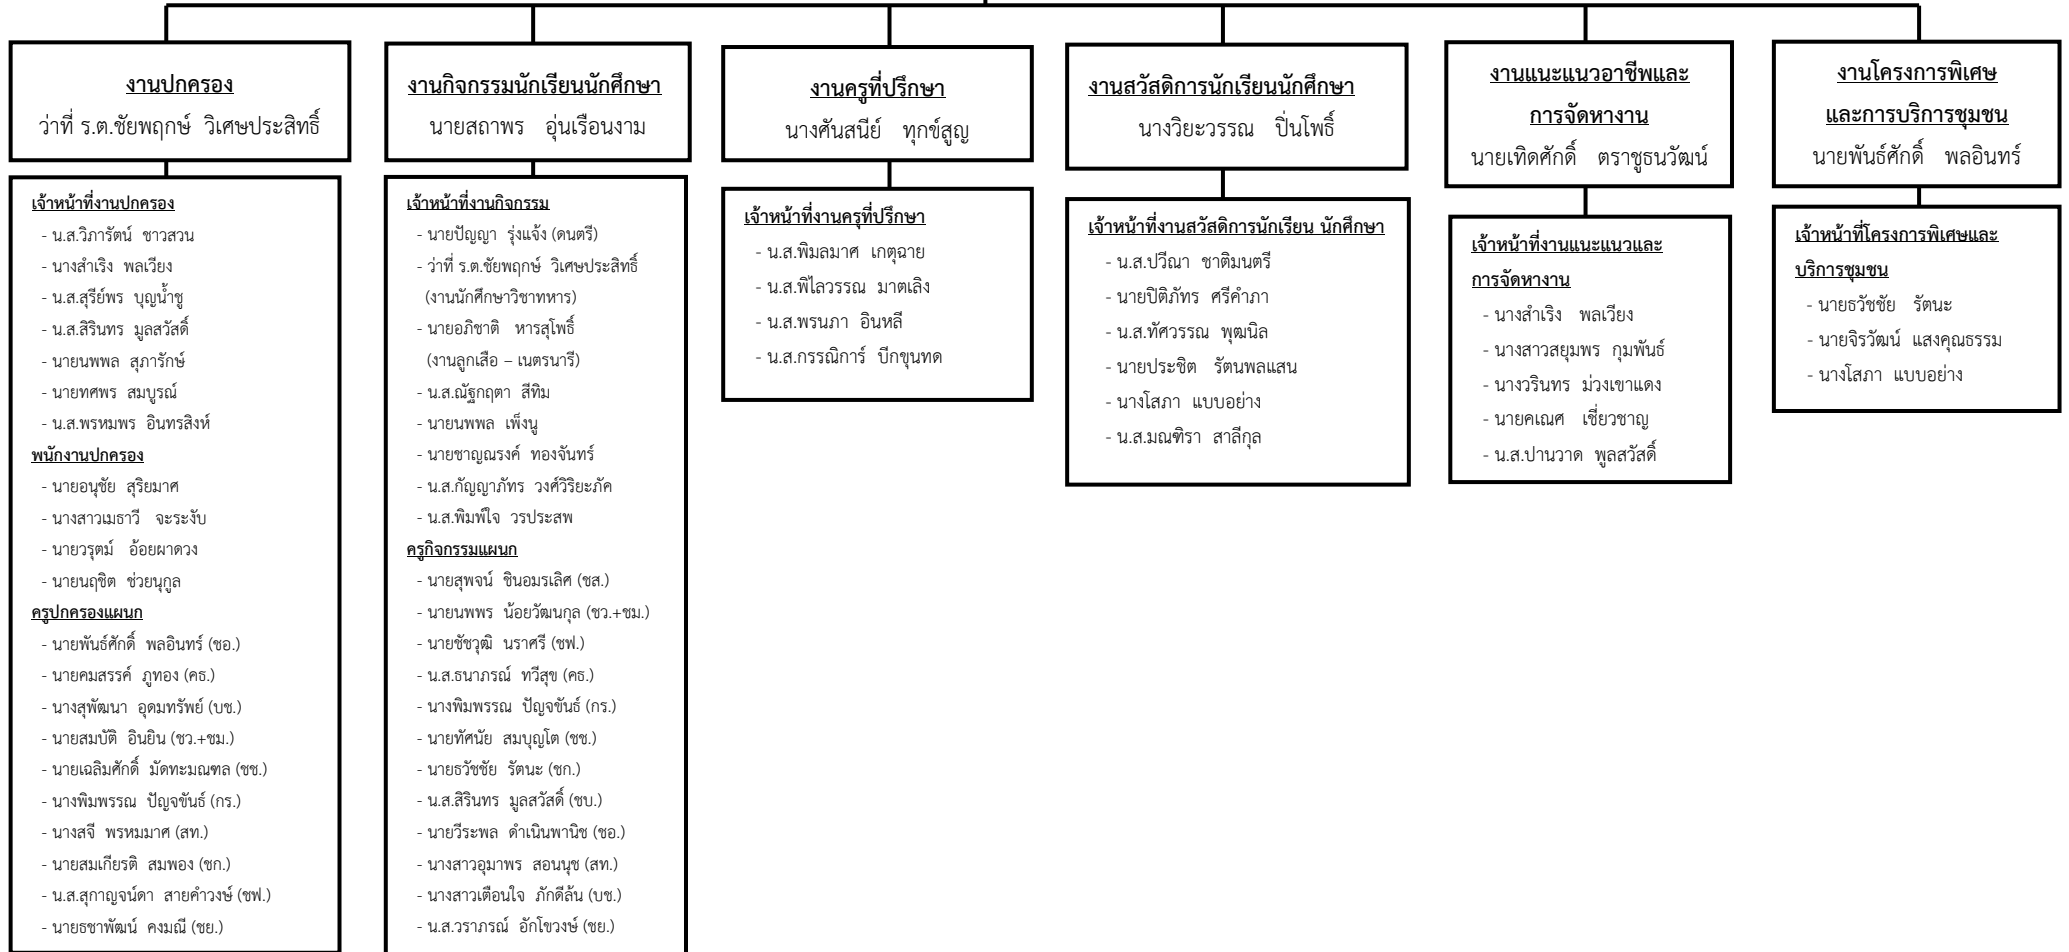 งานปกครอง
ว่าที่ ร.ต.ชัยพฤกษ์ วิเศษประสิทธิ์
เจ้าหน้าที่งานปกครอง
- น.ส.วิภารัตน์ ชาวสวน
- นางสำเริง พลเวียง
- น.ส.สุรีย์พร บุญน้ำชู
- น.ส.สิรินทร มูลสวัสดิ์
- นายนพพล สุภารักษ์
- นายทศพร สมบูรณ์
- น.ส.พรหมพร อินทรสิงห์
พนักงานปกครอง
- นายอนุชัย สุริยมาศ
- นางสาวเมธาวี จะระงับ
- นายวรุตม์ อ้อยผาดวง
- นายนฤชิต ช่วยนุกูล
ครูปกครองแผนก
- นายพันธ์ศักดิ์ พลอินทร์ (ชอ.)
- นายคมสรรค์ ภูทอง (คธ.)
- นางสุพัฒนา อุดมทรัพย์ (บช.)
- นายสมบัติ อินยิน (ชว.+ชม.)
- นายเฉลิมศักดิ์ มัดทะมณฑล (ชช.)
- นางพิมพรรณ ปัญจขันธ์ (กร.)
- นางสจี พรหมมาศ (สท.)
- นายสมเกียรติ สมพอง (ชก.)
- น.ส.สุกาญจน์ดา สายคำวงษ์ (ชฟ.)
- นายธชาพัฒน์ คงมณี (ชย.)
งานกิจกรรมนักเรียนนักศึกษา
นายสถาพร อุ่นเรือนงาม
เจ้าหน้าที่งานกิจกรรม
- นายปัญญา รุ่งแจ้ง (ดนตรี)
- ว่าที่ ร.ต.ชัยพฤกษ์ วิเศษประสิทธิ์
(งานนักศึกษาวิชาทหาร)
- นายอภิชาติ หารสุโพธิ์
(งานลูกเสือ – เนตรนารี)
- น.ส.ณัฐกฤตา สีทิม
- นายนพพล เพ็งนู
- นายชาญณรงค์ ทองจันทร์
- น.ส.กัญญาภัทร วงศ์วิริยะภัค
- น.ส.พิมพ์ใจ วรประสพ
ครูกิจกรรมแผนก
- นายสุพจน์ ชินอมรเลิศ (ชส.)
- นายนพพร น้อยวัฒนกุล (ชว.+ชม.)
- นายชัชวุฒิ นราศรี (ชฟ.)
- น.ส.ธนาภรณ์ ทวีสุข (คธ.)
- นางพิมพรรณ ปัญจขันธ์ (กร.)
- นายทัศนัย สมบุญโต (ชช.)
- นายธวัชชัย รัตนะ (ชก.)
- น.ส.สิรินทร มูลสวัสดิ์ (ชบ.)
- นายวีระพล ดำเนินพานิช (ชอ.)
- นางสาวอุมาพร สอนนุช (สท.)
- นางสาวเตือนใจ ภักดีล้น (บช.)
- น.ส.วราภรณ์ อักโขวงษ์ (ชย.)
งานครูที่ปรึกษา
นางศันสนีย์ ทุกข์สูญ
เจ้าหน้าที่งานครูที่ปรึกษา
- น.ส.พิมลมาศ เกตุฉาย
- น.ส.พิไลวรรณ มาตเลิง
- น.ส.พรนภา อินหลี
- น.ส.กรรณิการ์ บีกขุนทด
งานสวัสดิการนักเรียนนักศึกษา
นางวิยะวรรณ ปิ่นโพธิ์
เจ้าหน้าที่งานสวัสดิการนักเรียน นักศึกษา
- น.ส.ปวีณา ชาติมนตรี
- นายปิติภัทร ศรีคำภา
- น.ส.ทัศวรรณ พุฒนิล
- นายประชิต รัตนพลแสน
- นางโสภา แบบอย่าง
- น.ส.มณฑิรา สาลีกุล
งานแนะแนวอาชีพและ
การจัดหางาน
นายเทิดศักดิ์ ตราชูธนวัฒน์
เจ้าหน้าที่งานแนะแนวและ
การจัดหางาน
- นางสำเริง พลเวียง
- นางสาวสยุมพร กุมพันธ์
- นางวรินทร ม่วงเขาแดง
- นายคเณศ เชี่ยวชาญ
- น.ส.ปานวาด พูลสวัสดิ์
งานโครงการพิเศษ
และการบริการชุมชน
นายพันธ์ศักดิ์ พลอินทร์
เจ้าหน้าที่โครงการพิเศษและ
บริการชุมชน
- นายธวัชชัย รัตนะ
- นายจิรวัฒน์ แสงคุณธรรม
- นางโสภา แบบอย่าง